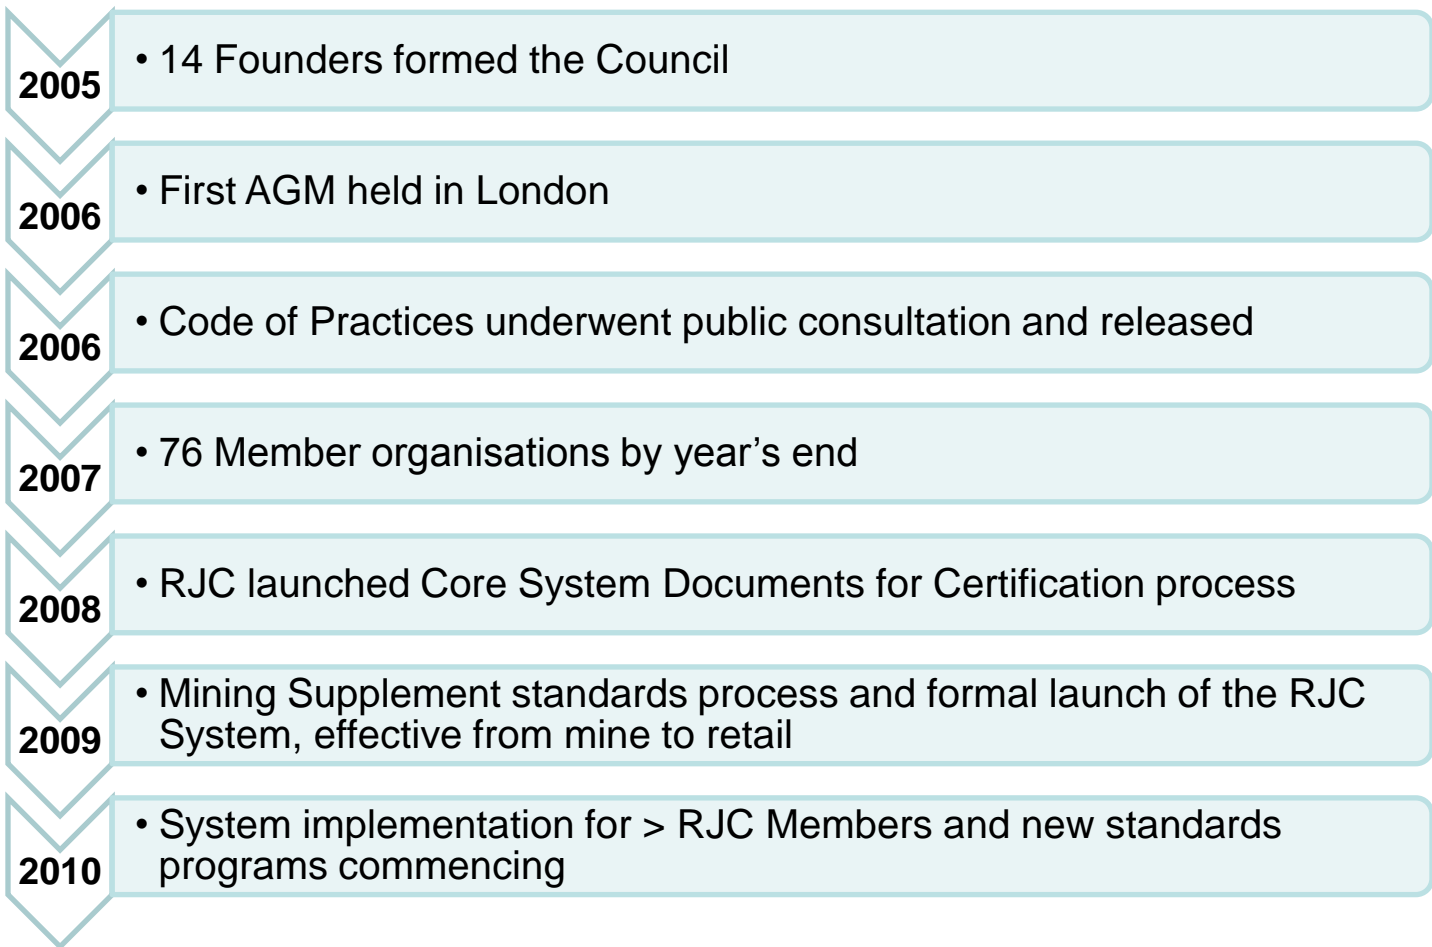 2005
• 14 Founders formed the Council
2006
• First AGM held in London
2006
• Code of Practices underwent public consultation and released
2007
• 76 Member organisations by year’s end
2008
• RJC launched Core System Documents for Certification process
2009
• Mining Supplement standards process and formal launch of the RJC
System, effective from mine to retail
2010
• System implementation for > RJC Members and new standards
programs commencing